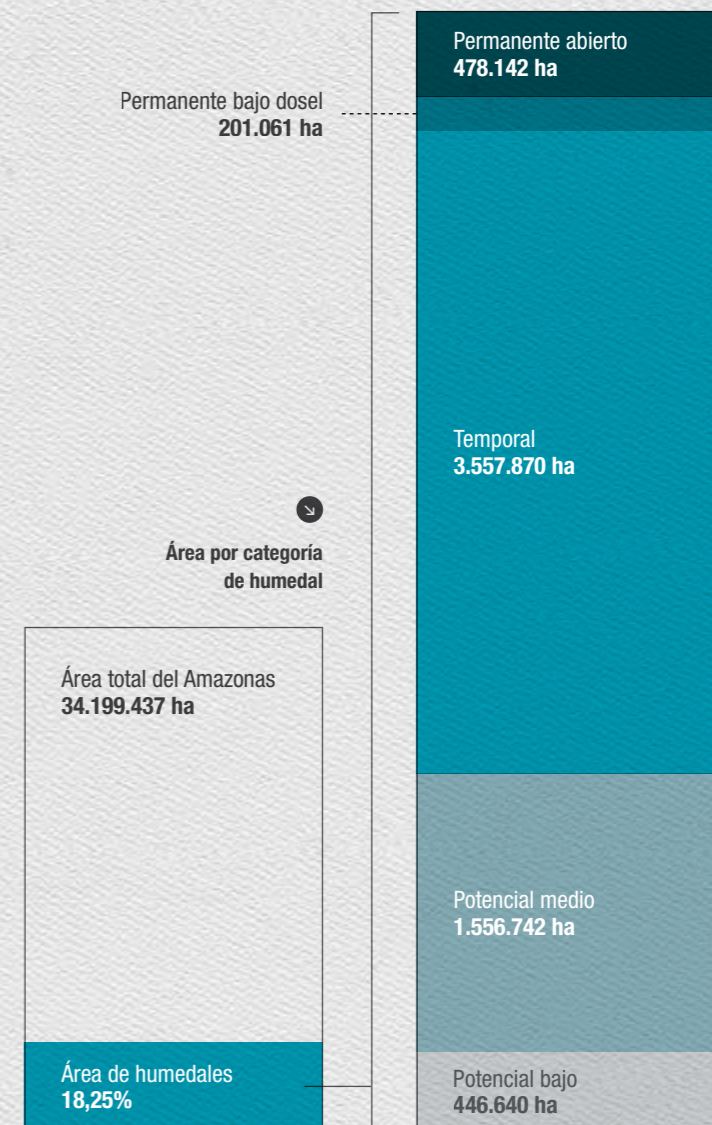 Permanente abierto
478.142 ha
Permanente bajo dosel
201.061 ha
Temporal
3.557.870 ha
Área por categoría
de humedal
Área total del Amazonas
34.199.437 ha
Potencial medio
1.556.742 ha
Área de humedales
18,25%
Potencial bajo
446.640 ha